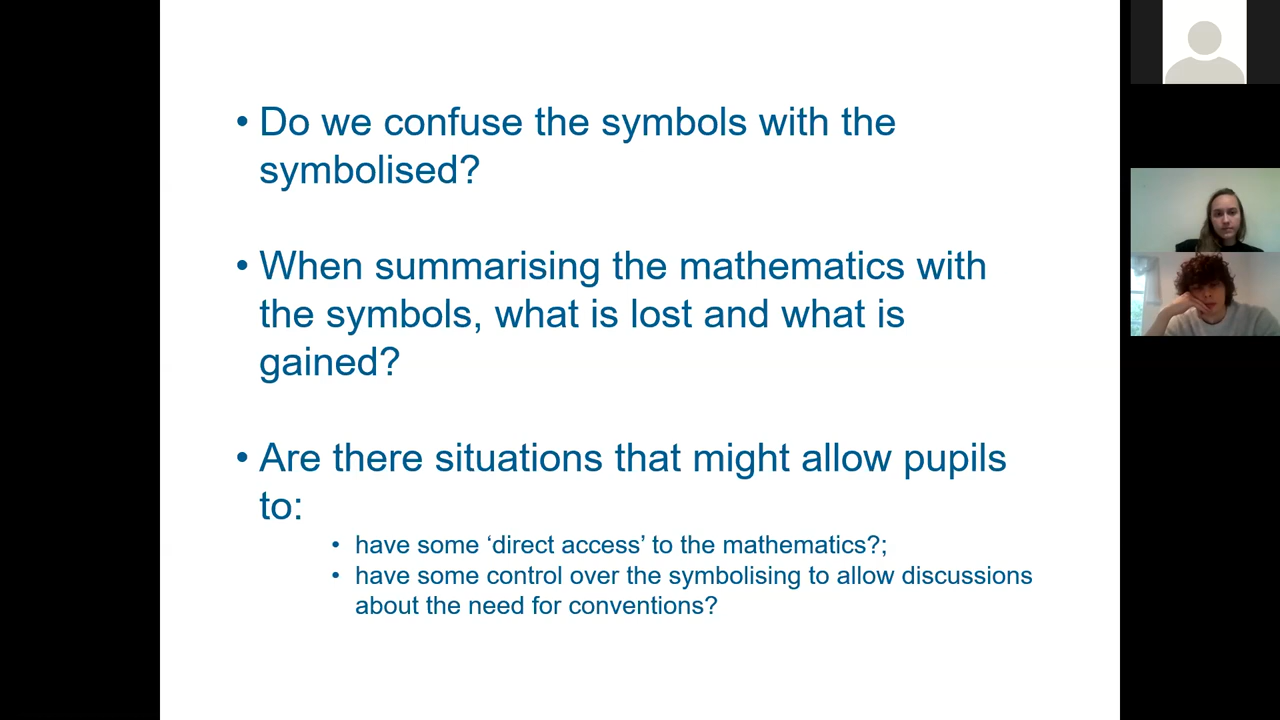 • Do we confuse the symbols with the
symbolised?
• When summarising the mathematics with
the symbols, what is lost and what is
gained?
• Are there situations that might allow pupils
to:
• have some ‘direct access’ to the mathematics?;
• have some control over the symbolising to allow discussions
about the need for conventions?